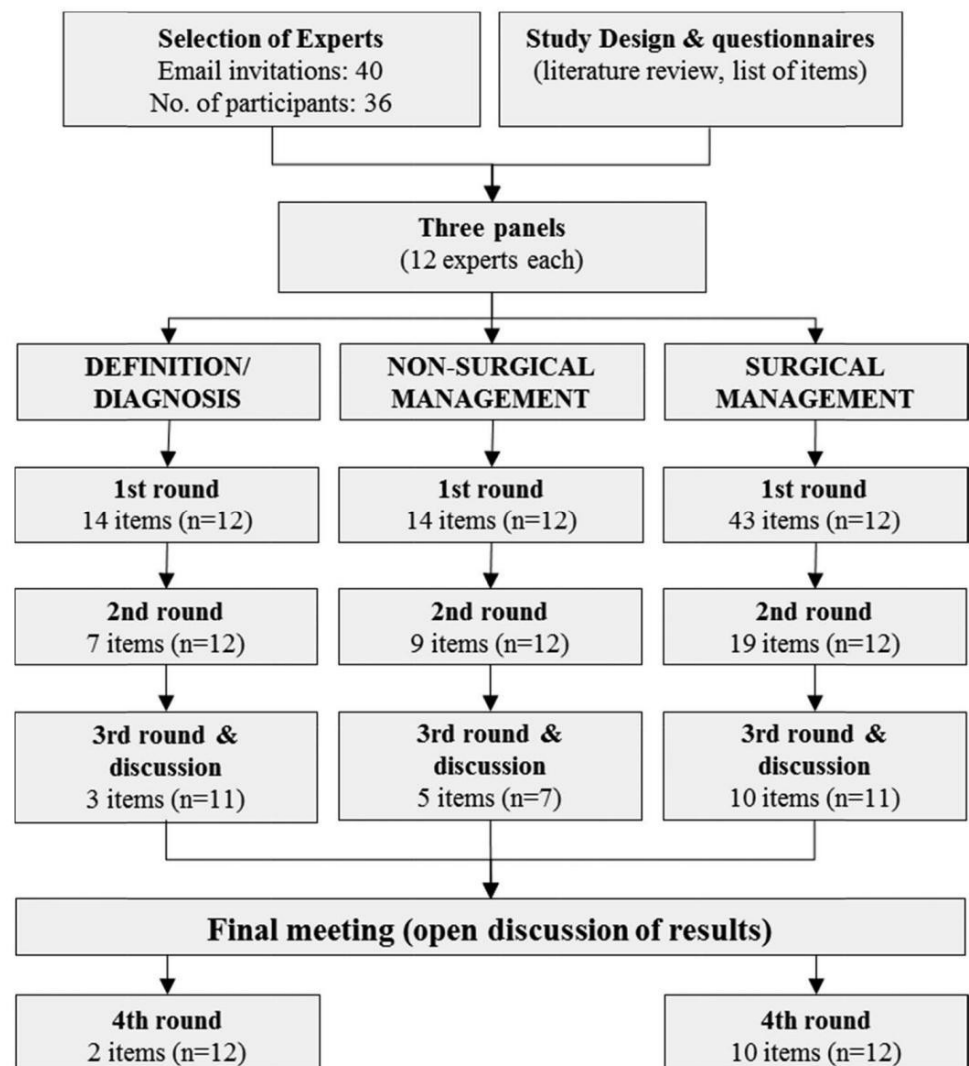 Selection of Experts
Email invitations: 40
No. of participants: 36
Study Design & questionnaires
(literature review, list of items)
Three panels
(12 experts each)
DEFINITION/
DIAGNOSIS
NON-SURGICAL
MANAGEMENT
SURGICAL
MANAGEMENT
1st round
14 items (n=12)
1st round
14 items (n=12)
1st round
43 items (n=12)
2nd round
7 items (n=12)
2nd round
9 items (n=12)
2nd round
19 items (n=12)
3rd round &
discussion
3 items (n=11)
3rd round &
discussion
5 items (n=7)
3rd round &
discussion
10 items (n=11)
Final meeting (open discussion of results)
4th round
2 items (n=12)
4th round
10 items (n=12)